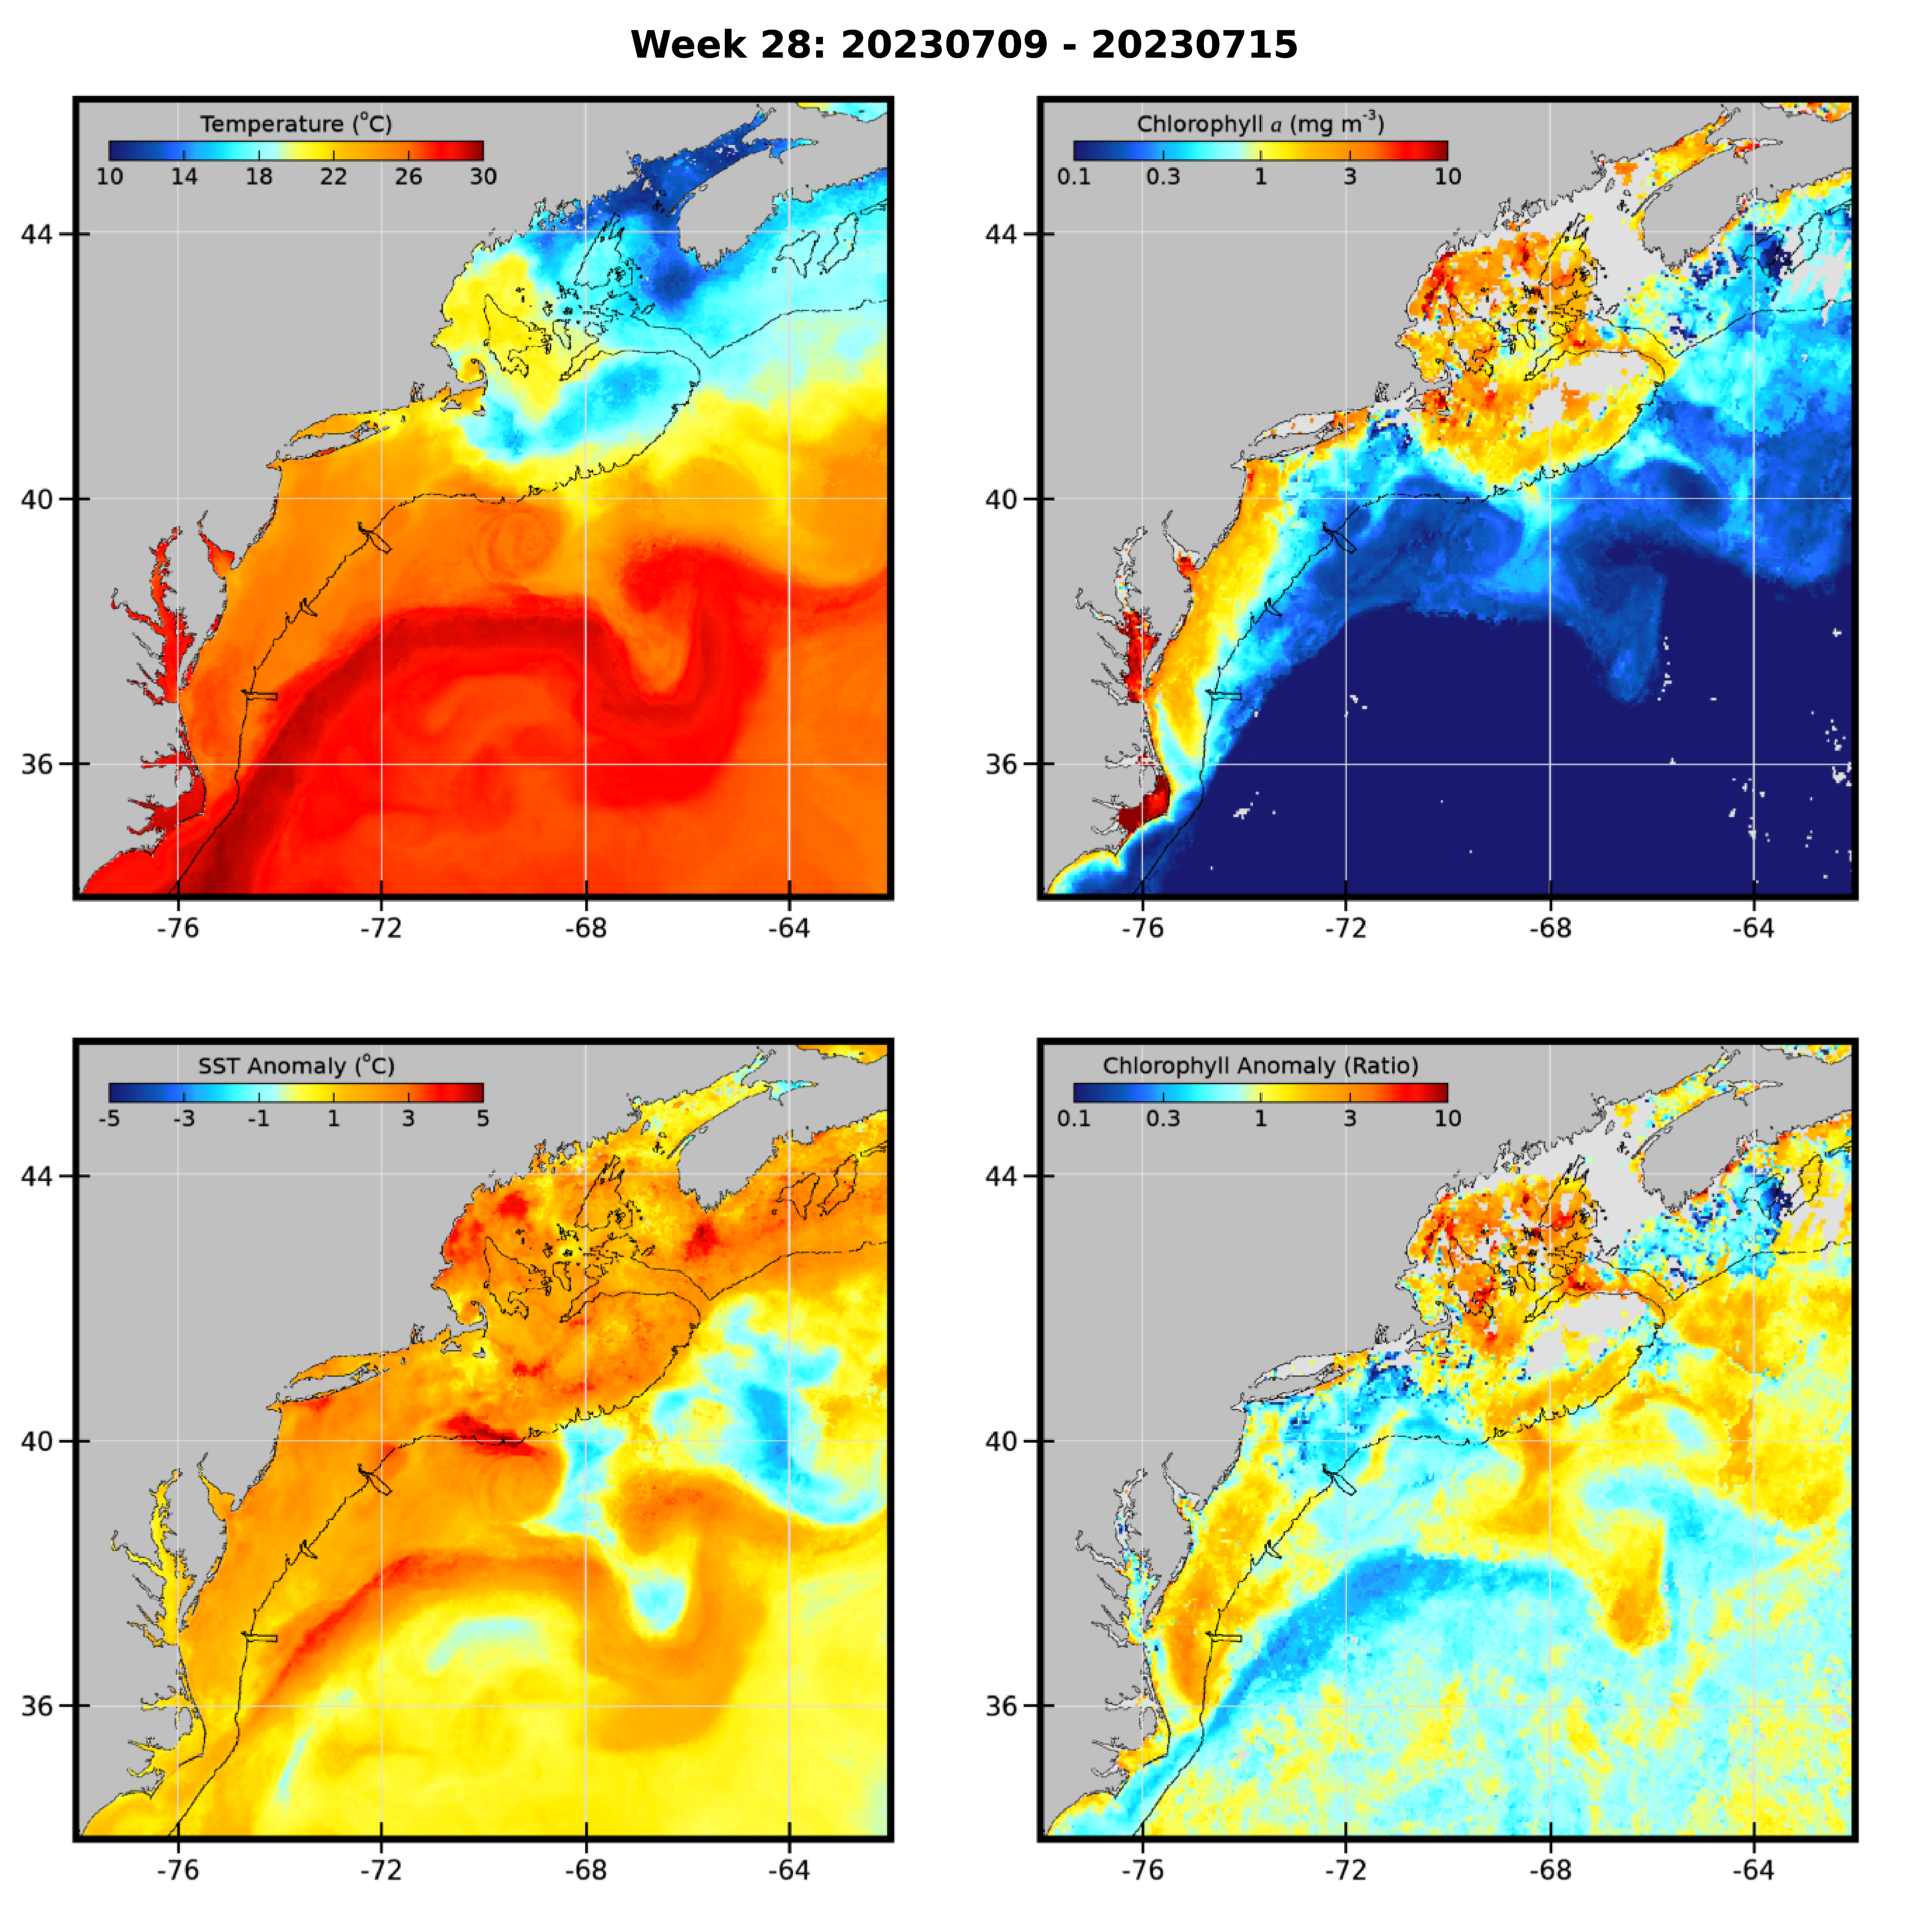 Week 28: 20230709 - 20230715
Temperature (°C)
10 14 18 22 26 30
44
40
36
-76 -72 -68 -64
Chlorophyll a (mg m⁻³)
0.1 0.3 1 3 10
44
40
36
-76 -72 -68 -64
SST Anomaly (°C)
-5 -3 -1 1 3 5
44
40
36
-76 -72 -68 -64
Chlorophyll Anomaly (Ratio)
0.1 0.3 1 3 10
44
40
36
-76 -72 -68 -64